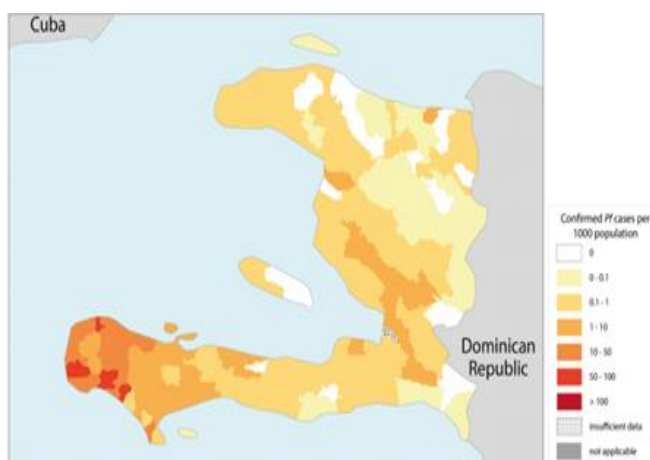 Cuba
Confirmed Pf cases per
1000 population
0
0 - 0.1
0.1 - 1
1 - 10
10 - 50
50 - 100
> 100
insufficient data
not applicable
Dominican
Republic